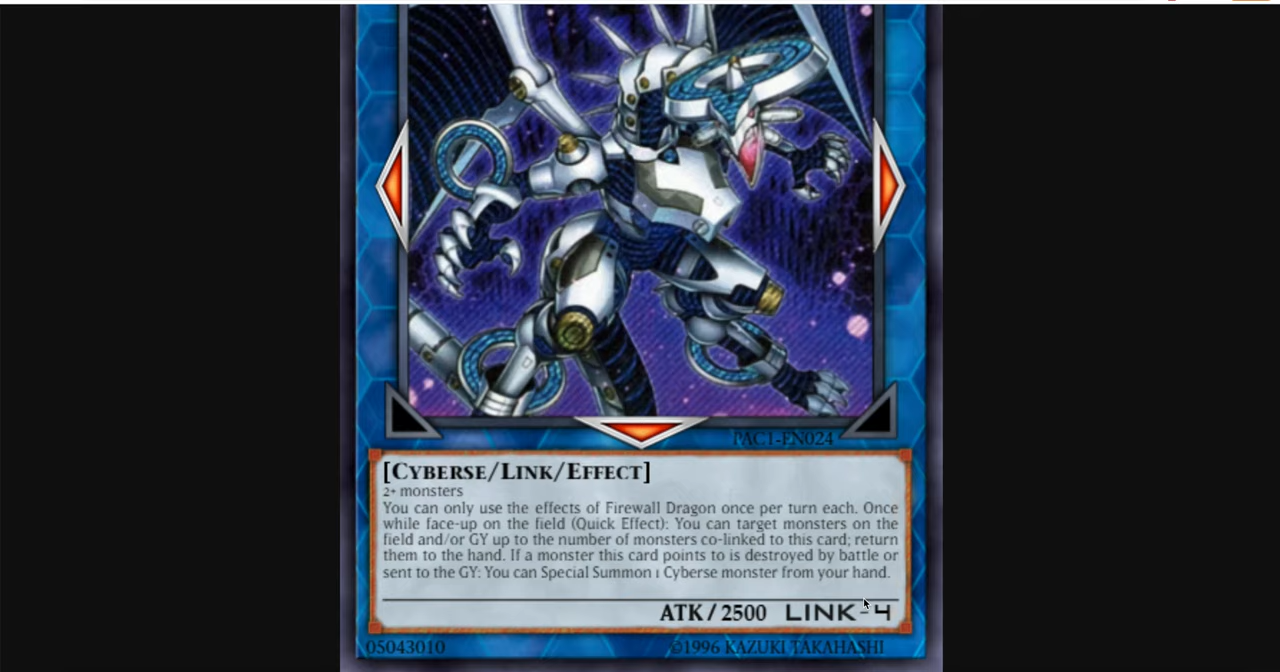 PAC1-EN024
[CYBERSE/LINK/EFFECT]
2+ monsters
You can only use the effects of Firewall Dragon once per turn each. Once
while face-up on the field (Quick Effect): You can target monsters on the
field and/or GY up to the number of monsters co-linked to this card; return
them to the hand. If a monster this card points to is destroyed by battle or
sent to the GY: You can Special Summon 1 Cyberse monster from your hand.
ATK/2500 LINK-4
05043010 ©1996 KAZUKI TAKAHASHI